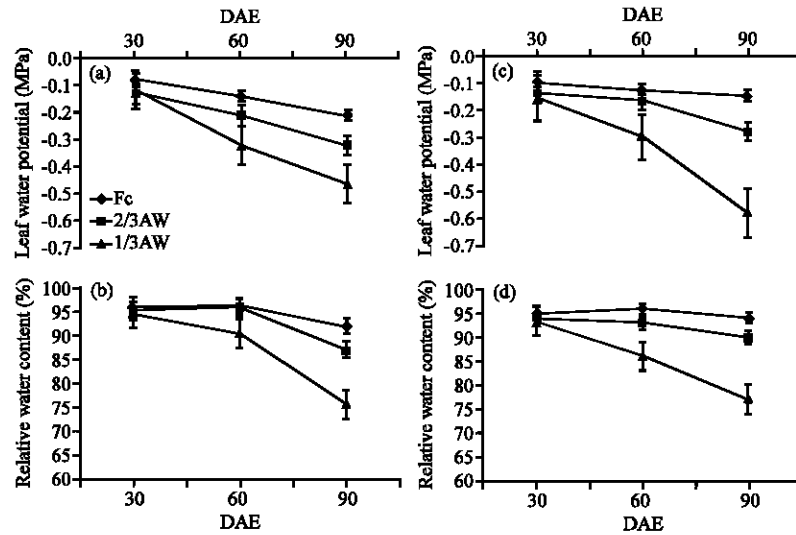 DAE
30 60 90
Leaf water potential (MPa)
0.0
-0.1
-0.2
-0.3
-0.4
-0.5
-0.6
-0.7
(a)
Fc
2/3AW
1/3AW
DAE
30 60 90
Leaf water potential (MPa)
0.0
-0.1
-0.2
-0.3
-0.4
-0.5
-0.6
-0.7
(c)
Relative water content (%)
100
95
90
85
80
75
70
65
60
(b)
30 60 90
DAE
Relative water content (%)
100
95
90
85
80
75
70
65
60
(d)
30 60 90
DAE